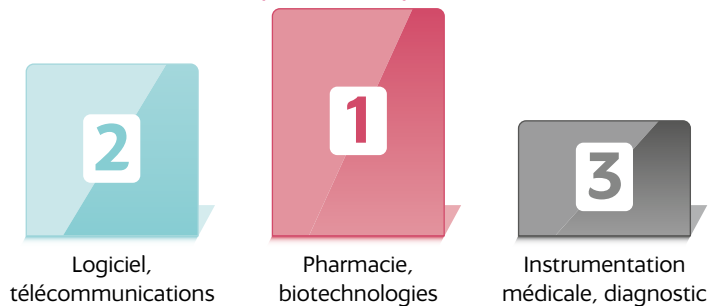 2
1
3
Logiciel,
télécommunications
Pharmacie,
biotechnologies
Instrumentation
médicale, diagnostic